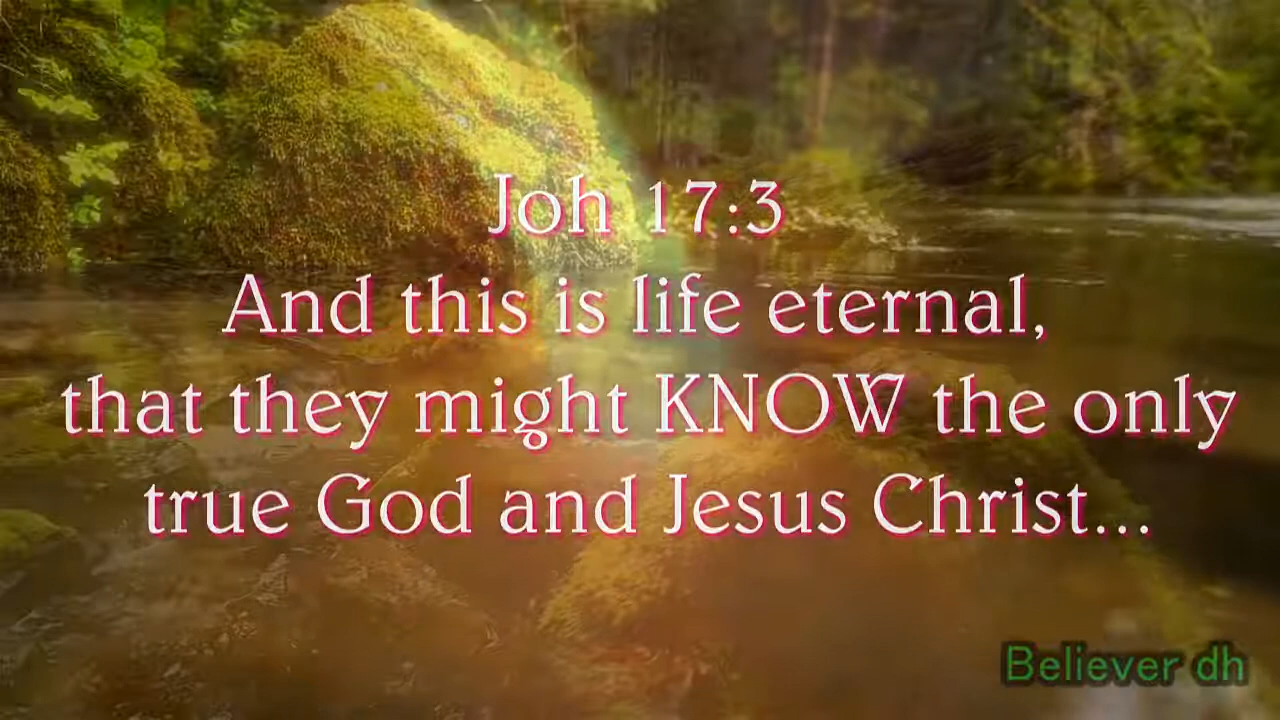 Joh 17:3
And this is life eternal,
that they might KNOW the only
true God and Jesus Christ...
Believer dh